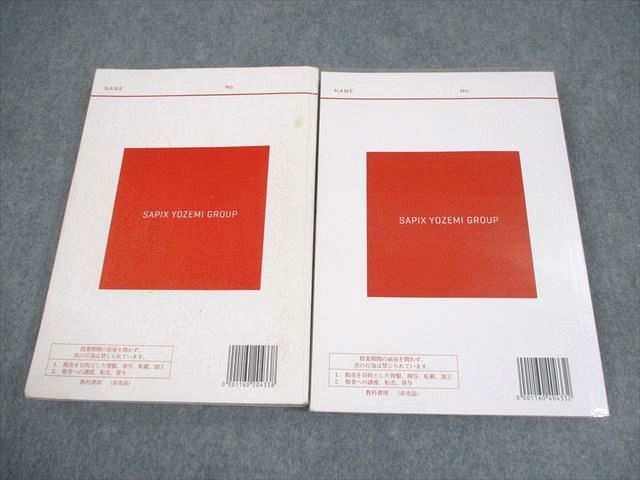 NAME
No.
SAPIX YOZEMI GROUP
授業期間の前後を問わず、
次の行為は禁じられています。
1. 販売を目的とした複製、複写、転載、加工
2. 他者への譲渡、転売、貸与
教科書用 (非売品)
0001160204338
NAME
No.
SAPIX YOZEMI GROUP
授業期間の前後を問わず、
次の行為は禁じられています。
1. 販売を目的とした複製、複写、転載、加工
2. 他者への譲渡、転売、貸与
教科書用 (非売品)
0001160404332